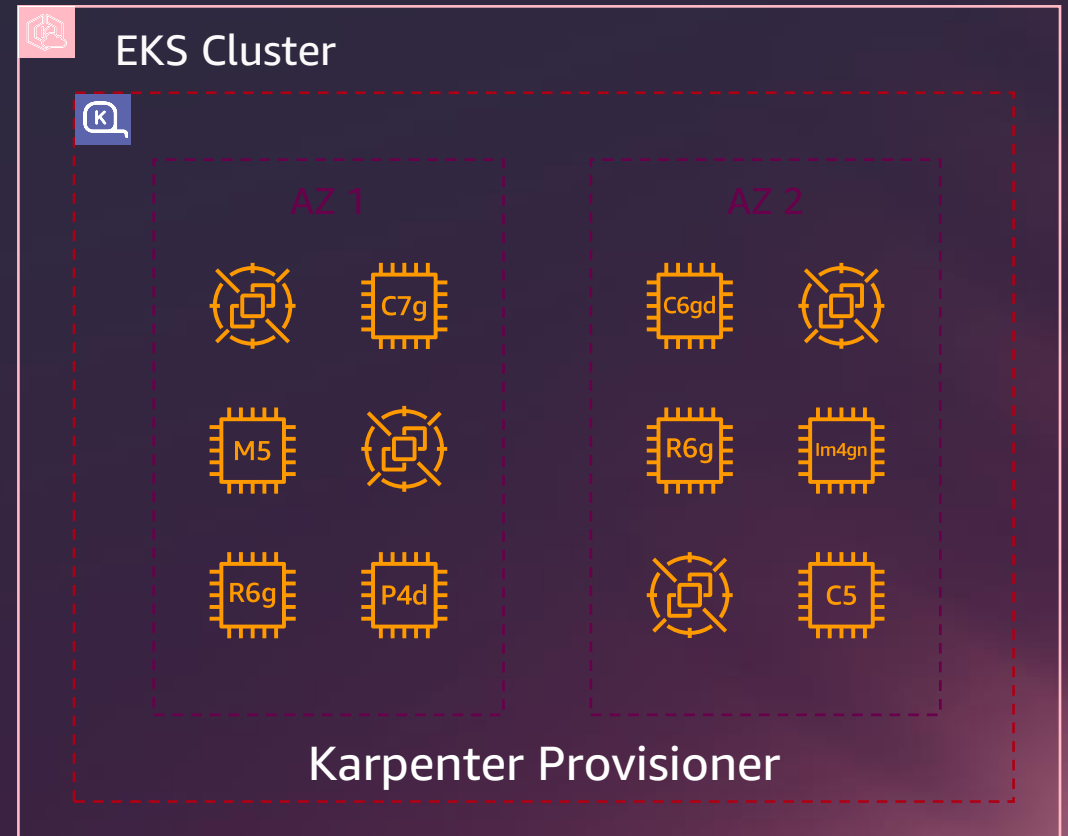 EKS Cluster
K
AZ 1
C7g
M5
R6g
P4d
AZ 2
C6gd
R6g
Im4gn
C5
Karpenter Provisioner